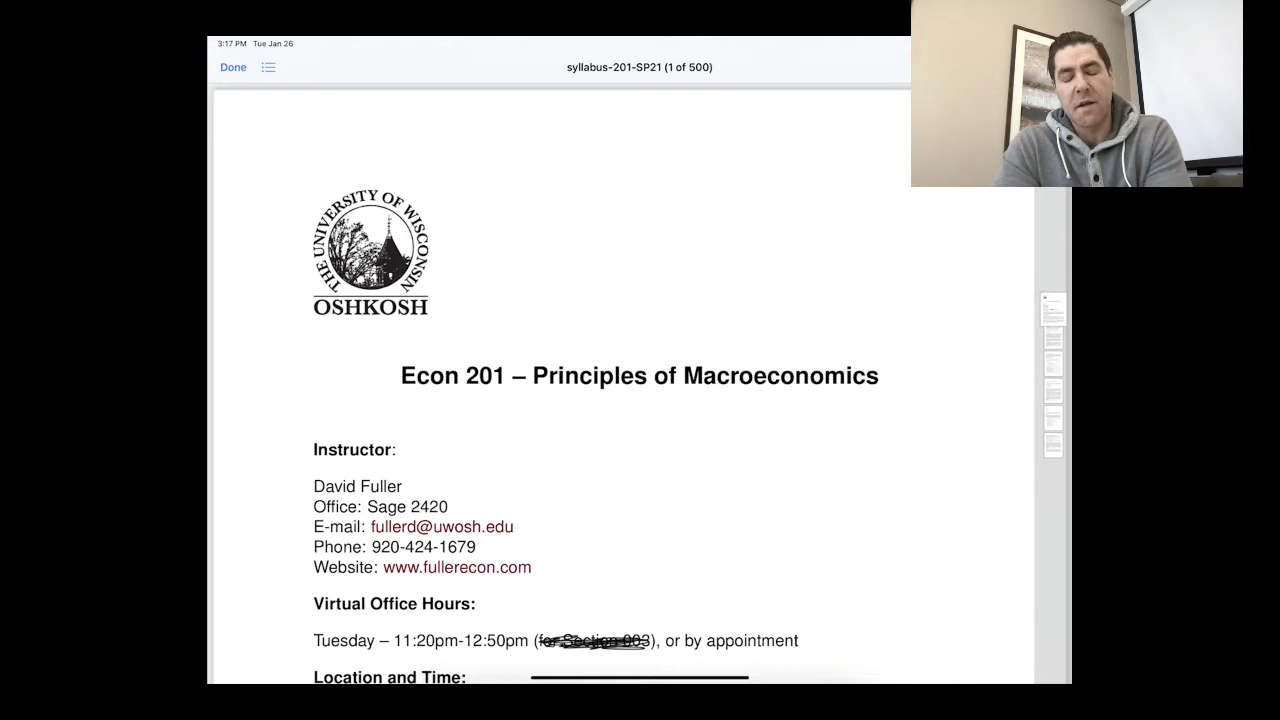 3:17 PM Tue Jan 26
Done
syllabus-201-SP21 (1 of 500)
THE UNIVERSITY OF WISCONSIN
OSHKOSH
Econ 201 – Principles of Macroeconomics
Instructor:
David Fuller
Office: Sage 2420
E-mail: fullerd@uwosh.edu
Phone: 920-424-1679
Website: www.fullerecon.com
Virtual Office Hours:
Tuesday – 11:20pm-12:50pm (for Section 003), or by appointment
Location and Time: